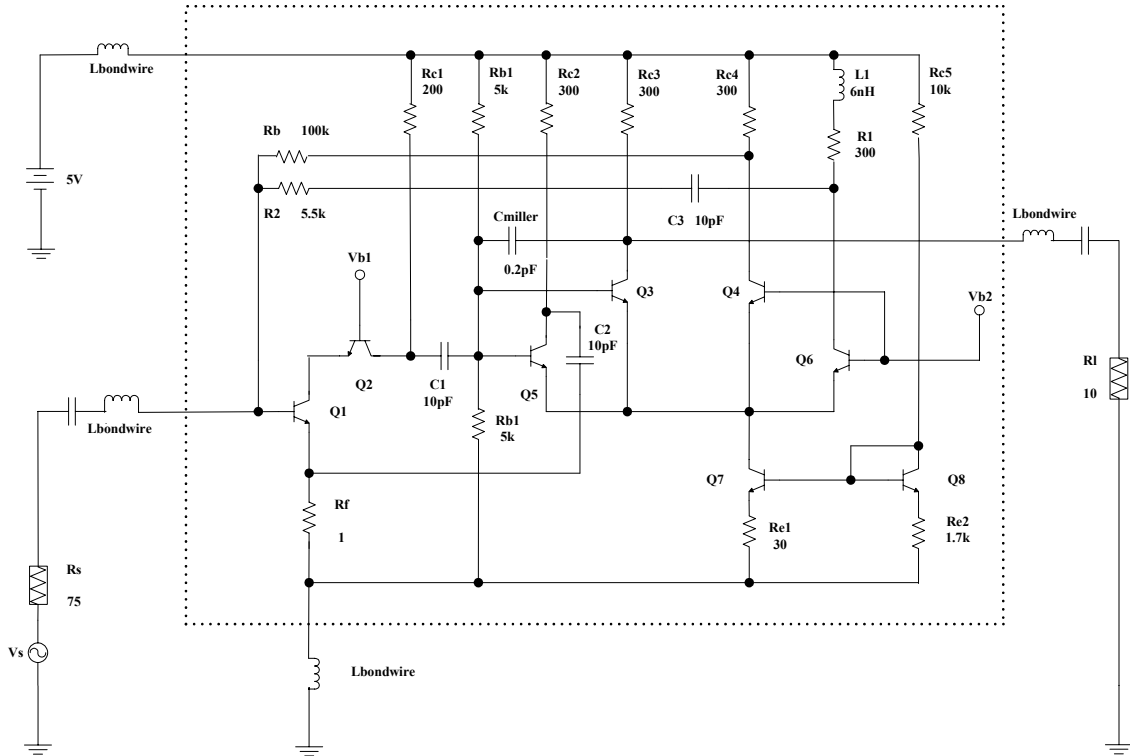 Lbondwire
Rc1
200
Rb1
5k
Rc2
300
Rc3
300
Rc4
300
L1
6nH
Rc5
10k
Rb 100k
R1
300
5V
R2 5.5k
C3 10pF
Cmiller
0.2pF
Lbondwire
Vb1
Q3
Q4
Vb2
C2
10pF
Q6
Q2
C1
10pF
Q5
Rl
10
Lbondwire
Q1
Rb1
5k
Q7
Q8
Rf
1
Re1
30
Re2
1.7k
Rs
75
Vs
Lbondwire